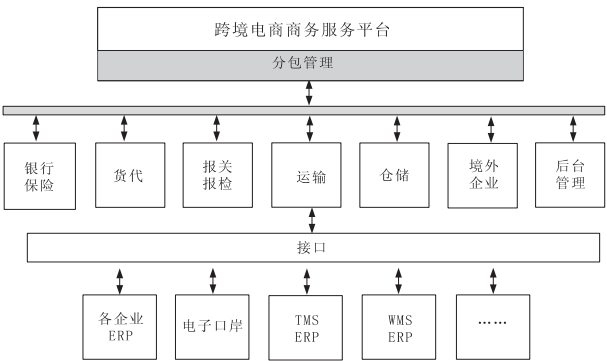 跨境电商商务服务平台
分包管理
银行
保险
货代
报关
报检
运输
仓储
境外
企业
后台
管理
接口
各企业
ERP
电子口岸
TMS
ERP
WMS
ERP
……